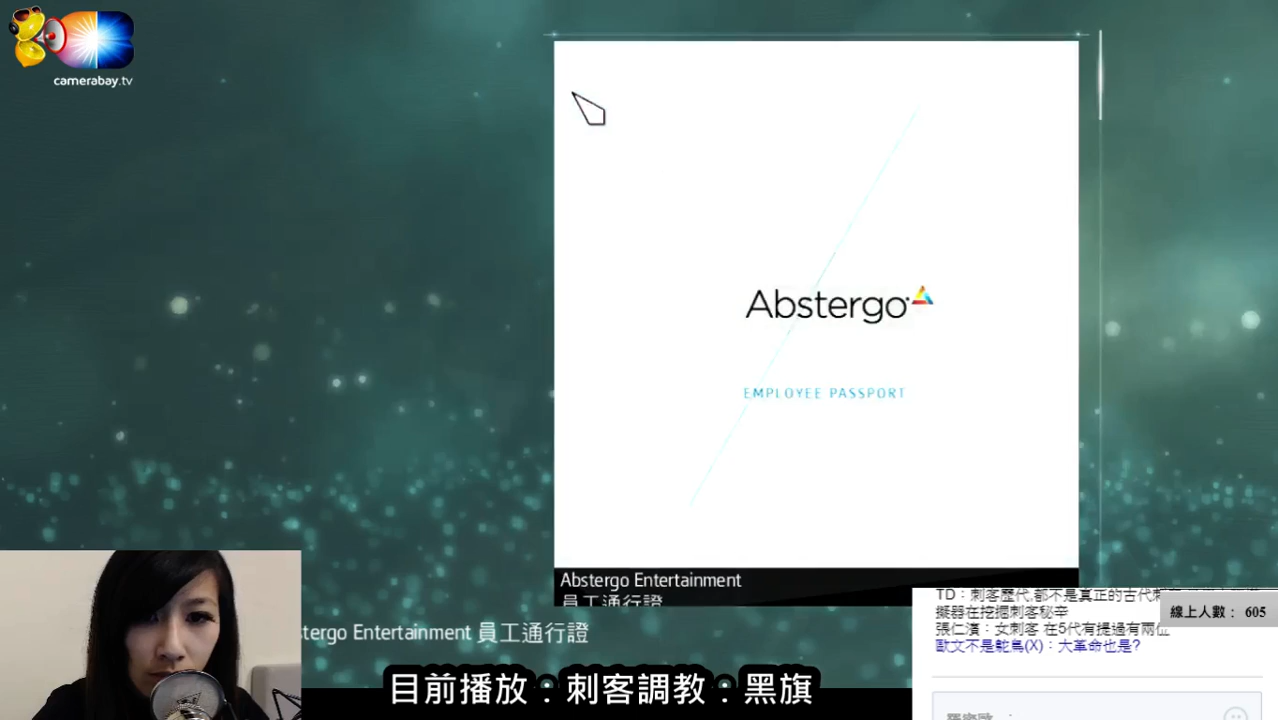 camerabay.tv
Abstergo
EMPLOYEE PASSPORT
Abstergo Entertainment
員工通行證
stergo Entertainment 員工通行證
TD：刺客歷代,都不是真正的古代刺
擬器在挖掘刺客秘辛
張仁濱：女刺客 在5代有提過有兩位
歐文不是鴕鳥(X)：大革命也是?
線上人數： 605
目前播放：刺客調教：黑旗